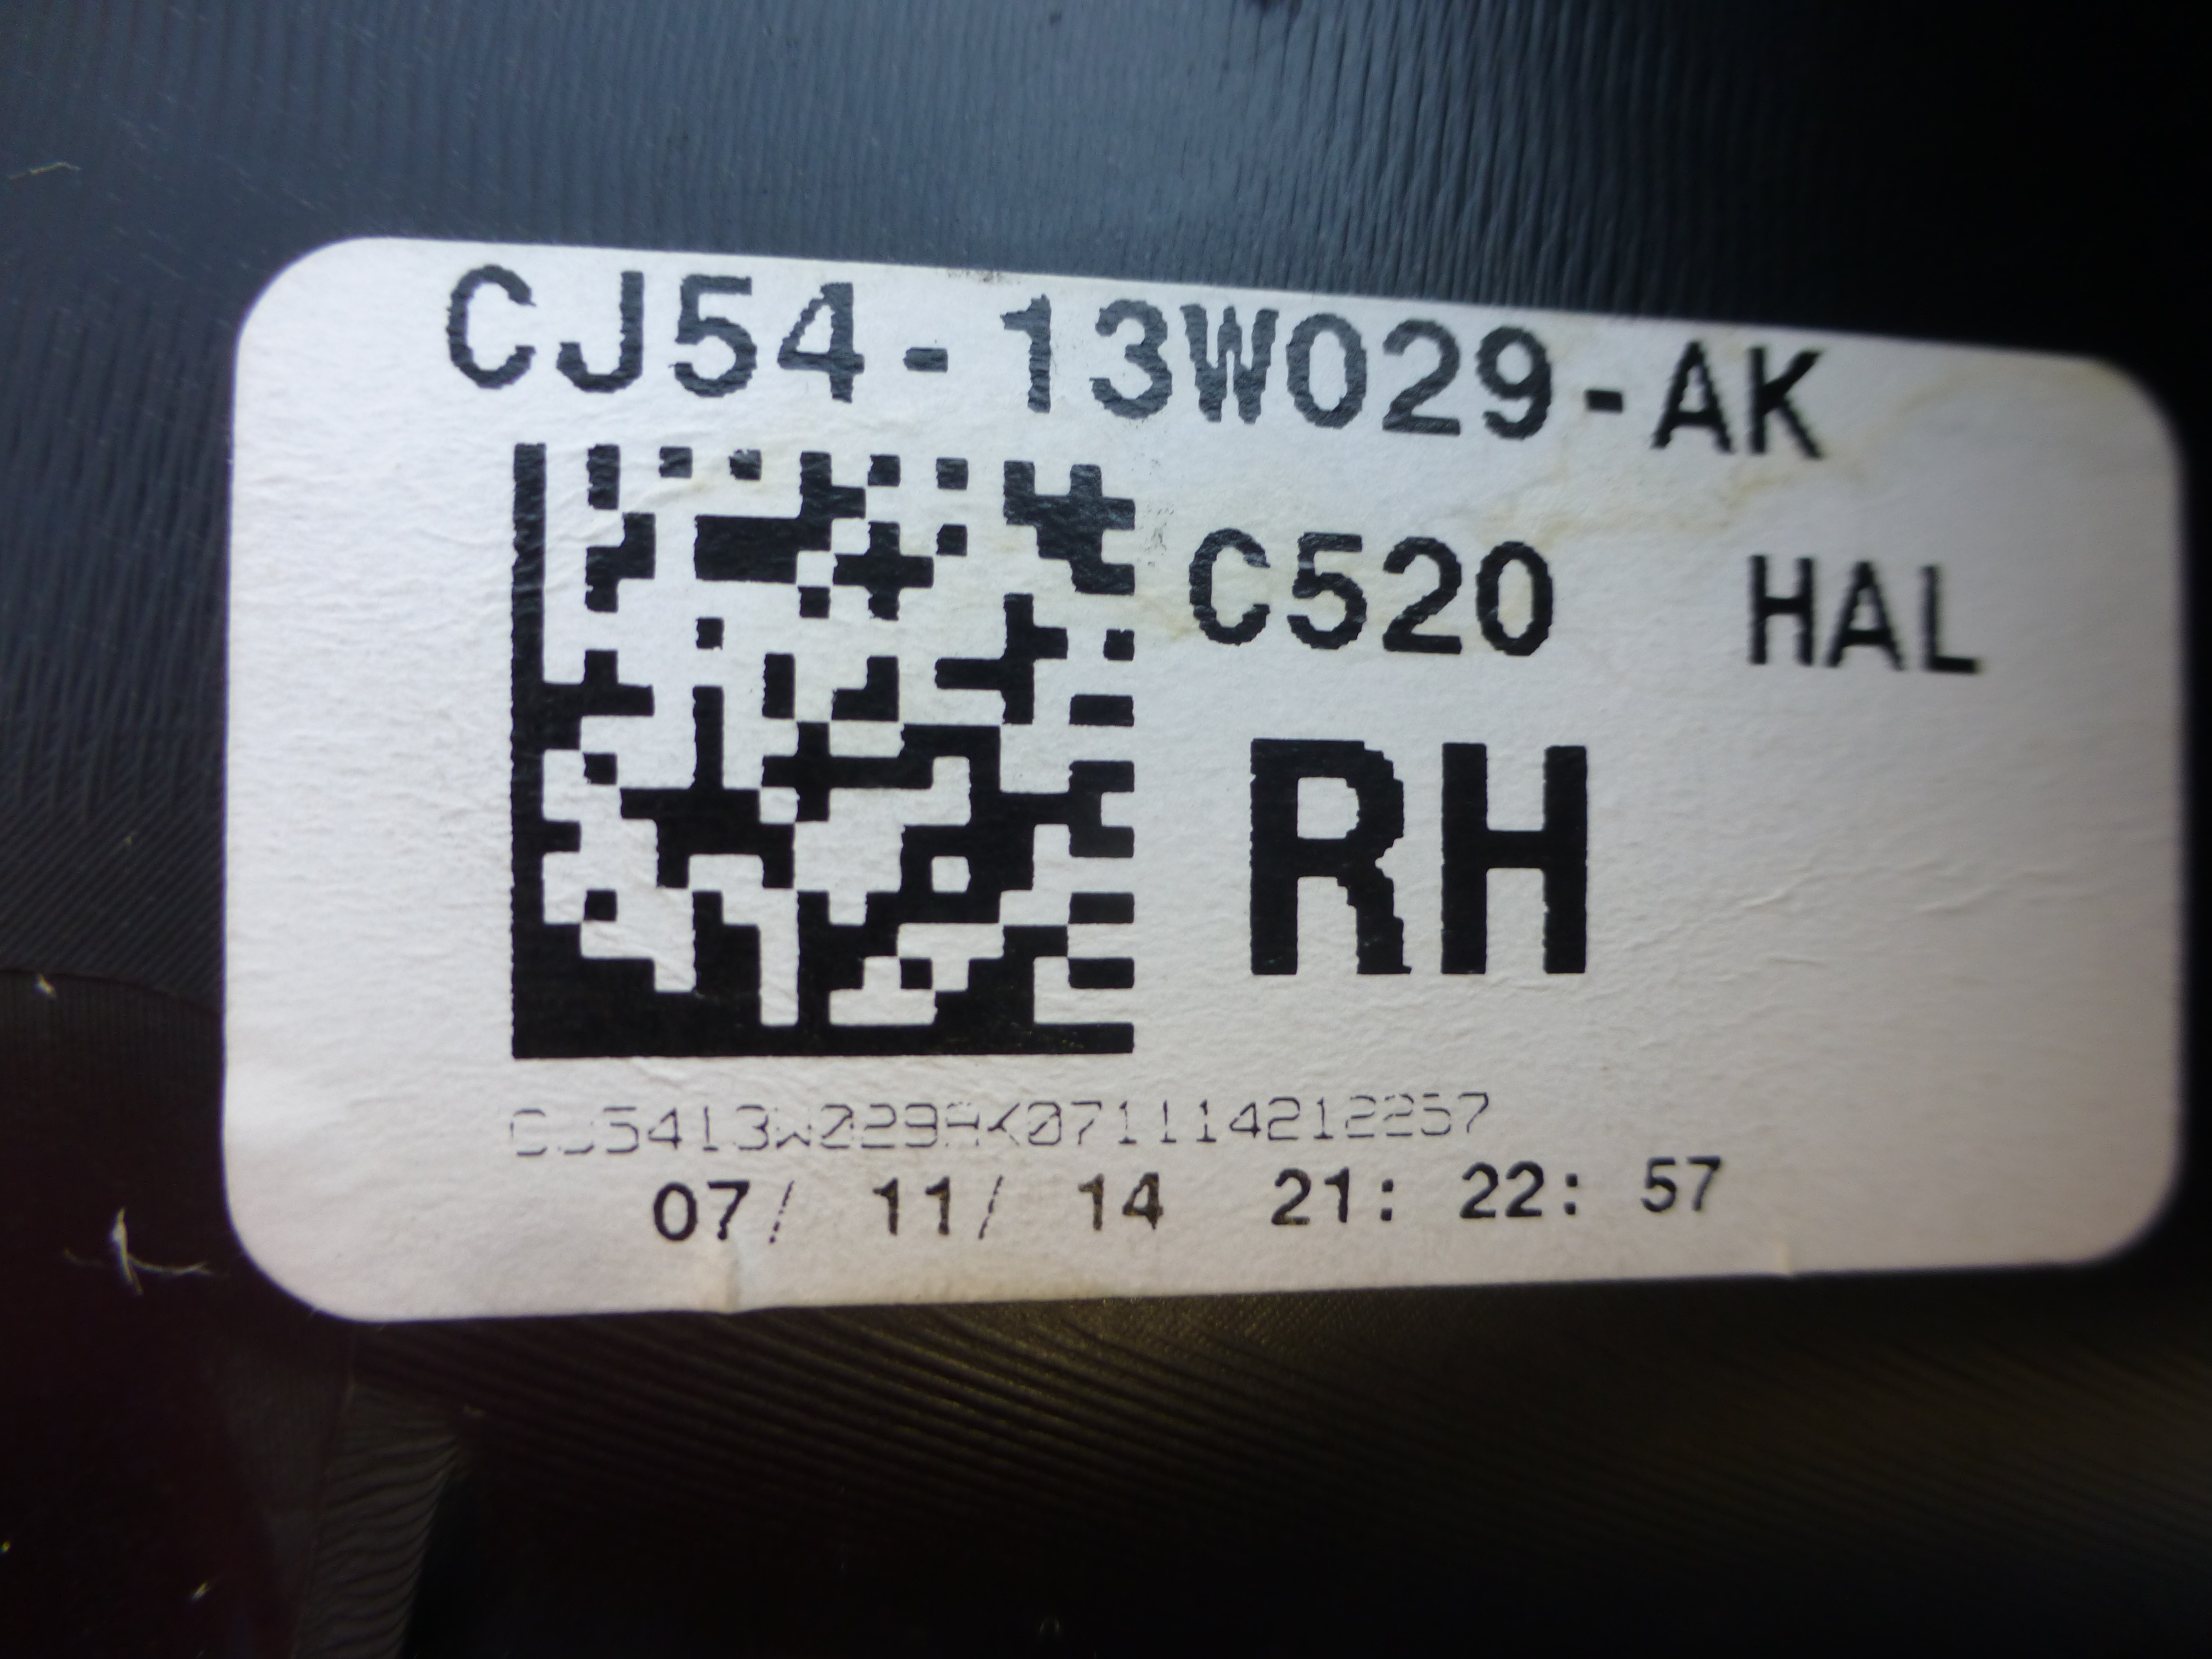 CJ54-13W029-AK
C520 HAL
RH
CJ5413W029AK071114212257
07/ 11/ 14 21: 22: 57